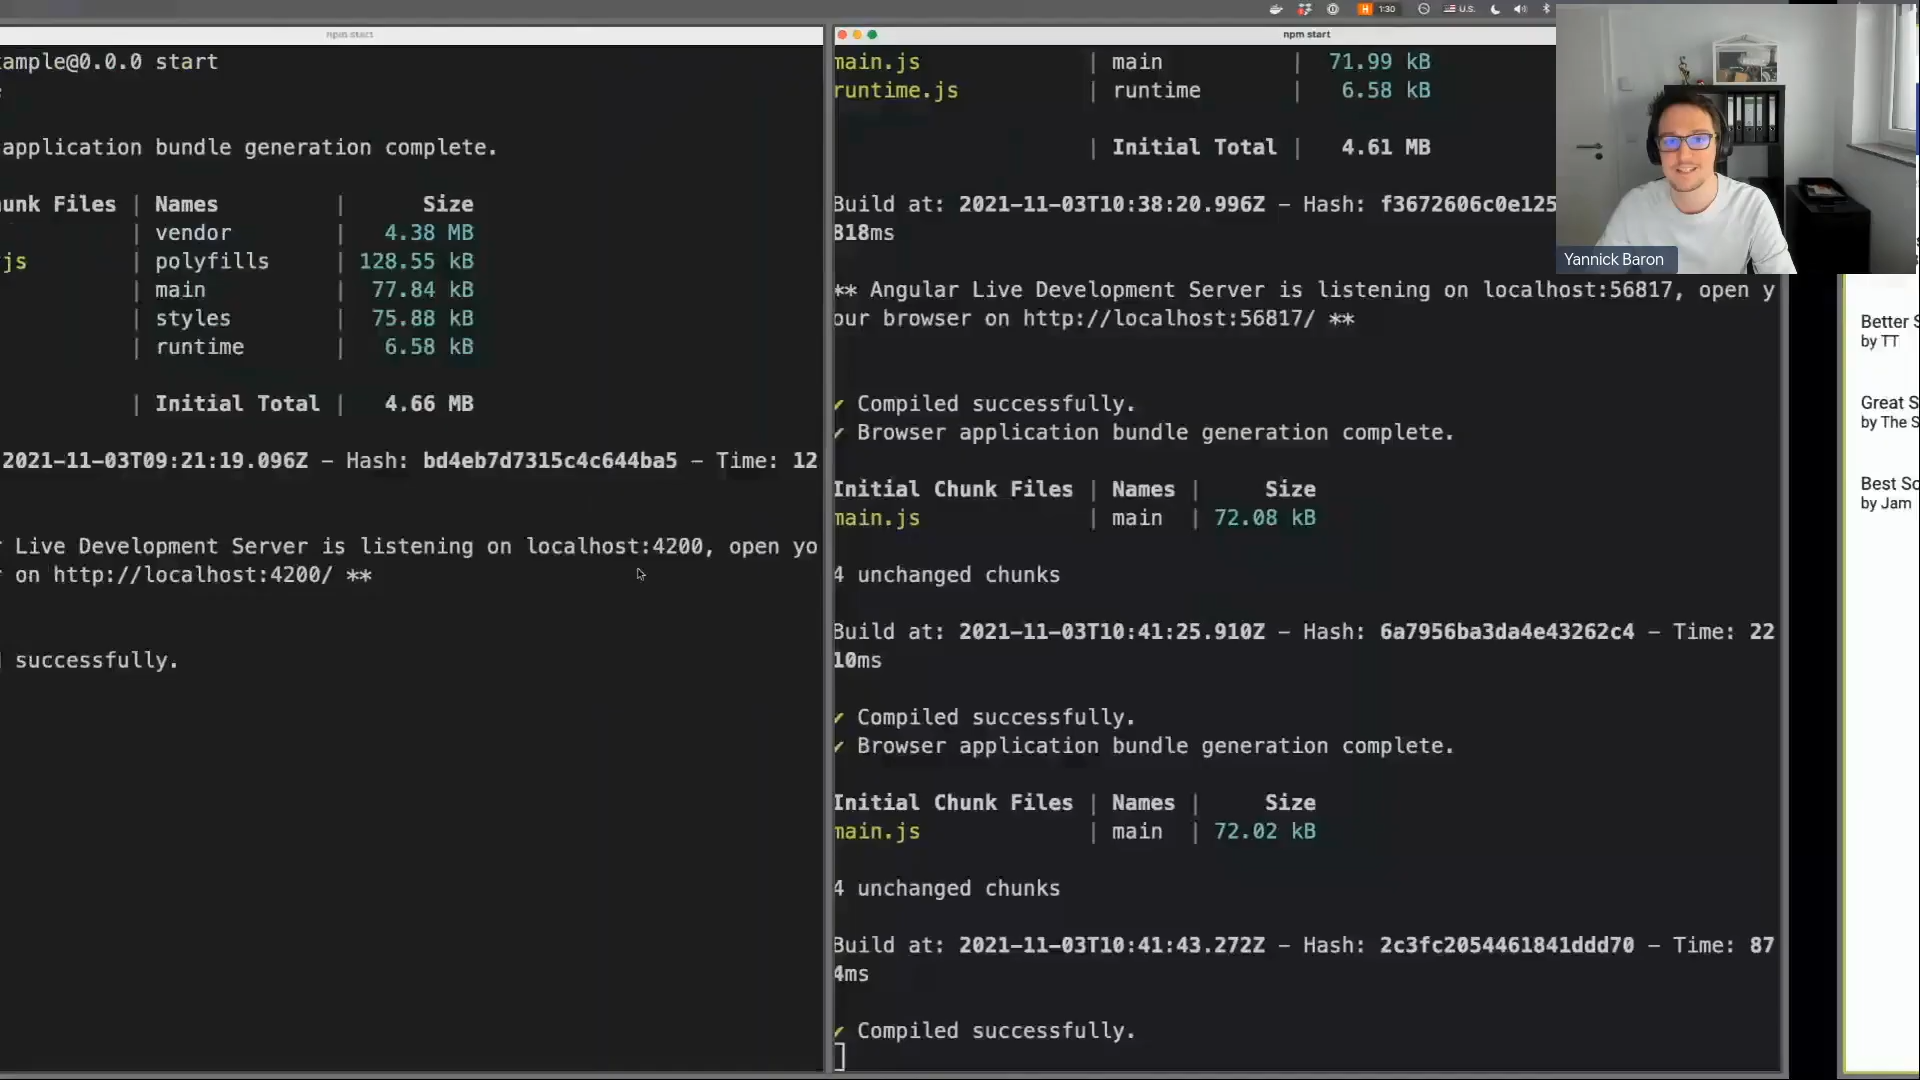 1:30
U.S.
npm start
ample@0.0.0 start
application bundle generation complete.
unk Files | Names | Size
| vendor | 4.38 MB
js | polyfills | 128.55 kB
| main | 77.84 kB
| styles | 75.88 kB
| runtime | 6.58 kB
| Initial Total | 4.66 MB
2021-11-03T09:21:19.096Z – Hash: bd4eb7d7315c4c644ba5 – Time: 12
Live Development Server is listening on localhost:4200, open yo
on http://localhost:4200/ **
successfully.
npm start
main.js | main | 71.99 kB
runtime.js | runtime | 6.58 kB
| Initial Total | 4.61 MB
Build at: 2021-11-03T10:38:20.996Z – Hash: f3672606c0e125
818ms
** Angular Live Development Server is listening on localhost:56817, open y
our browser on http://localhost:56817/ **
✓ Compiled successfully.
✓ Browser application bundle generation complete.
Initial Chunk Files | Names | Size
main.js | main | 72.08 kB
4 unchanged chunks
Build at: 2021-11-03T10:41:25.910Z – Hash: 6a7956ba3da4e43262c4 – Time: 22
10ms
✓ Compiled successfully.
✓ Browser application bundle generation complete.
Initial Chunk Files | Names | Size
main.js | main | 72.02 kB
4 unchanged chunks
Build at: 2021-11-03T10:41:43.272Z – Hash: 2c3fc2054461841ddd70 – Time: 87
4ms
✓ Compiled successfully.
Yannick Baron
Better S
by TT
Great S
by The S
Best So
by Jam